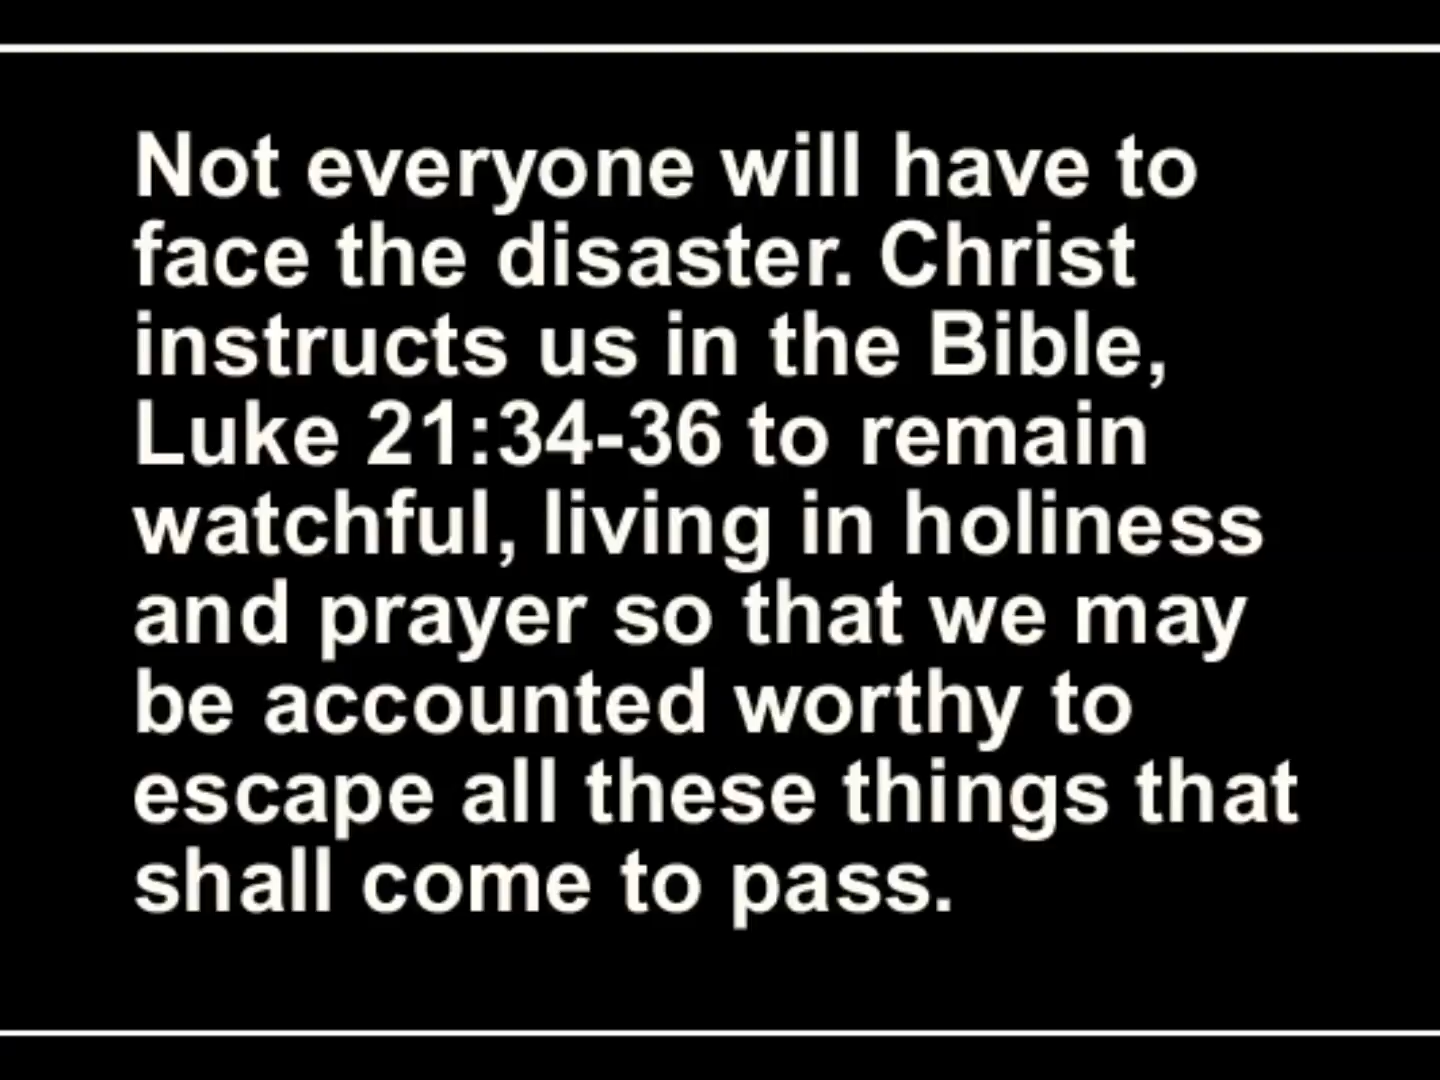 Not everyone will have to
face the disaster. Christ
instructs us in the Bible,
Luke 21:34-36 to remain
watchful, living in holiness
and prayer so that we may
be accounted worthy to
escape all these things that
shall come to pass.